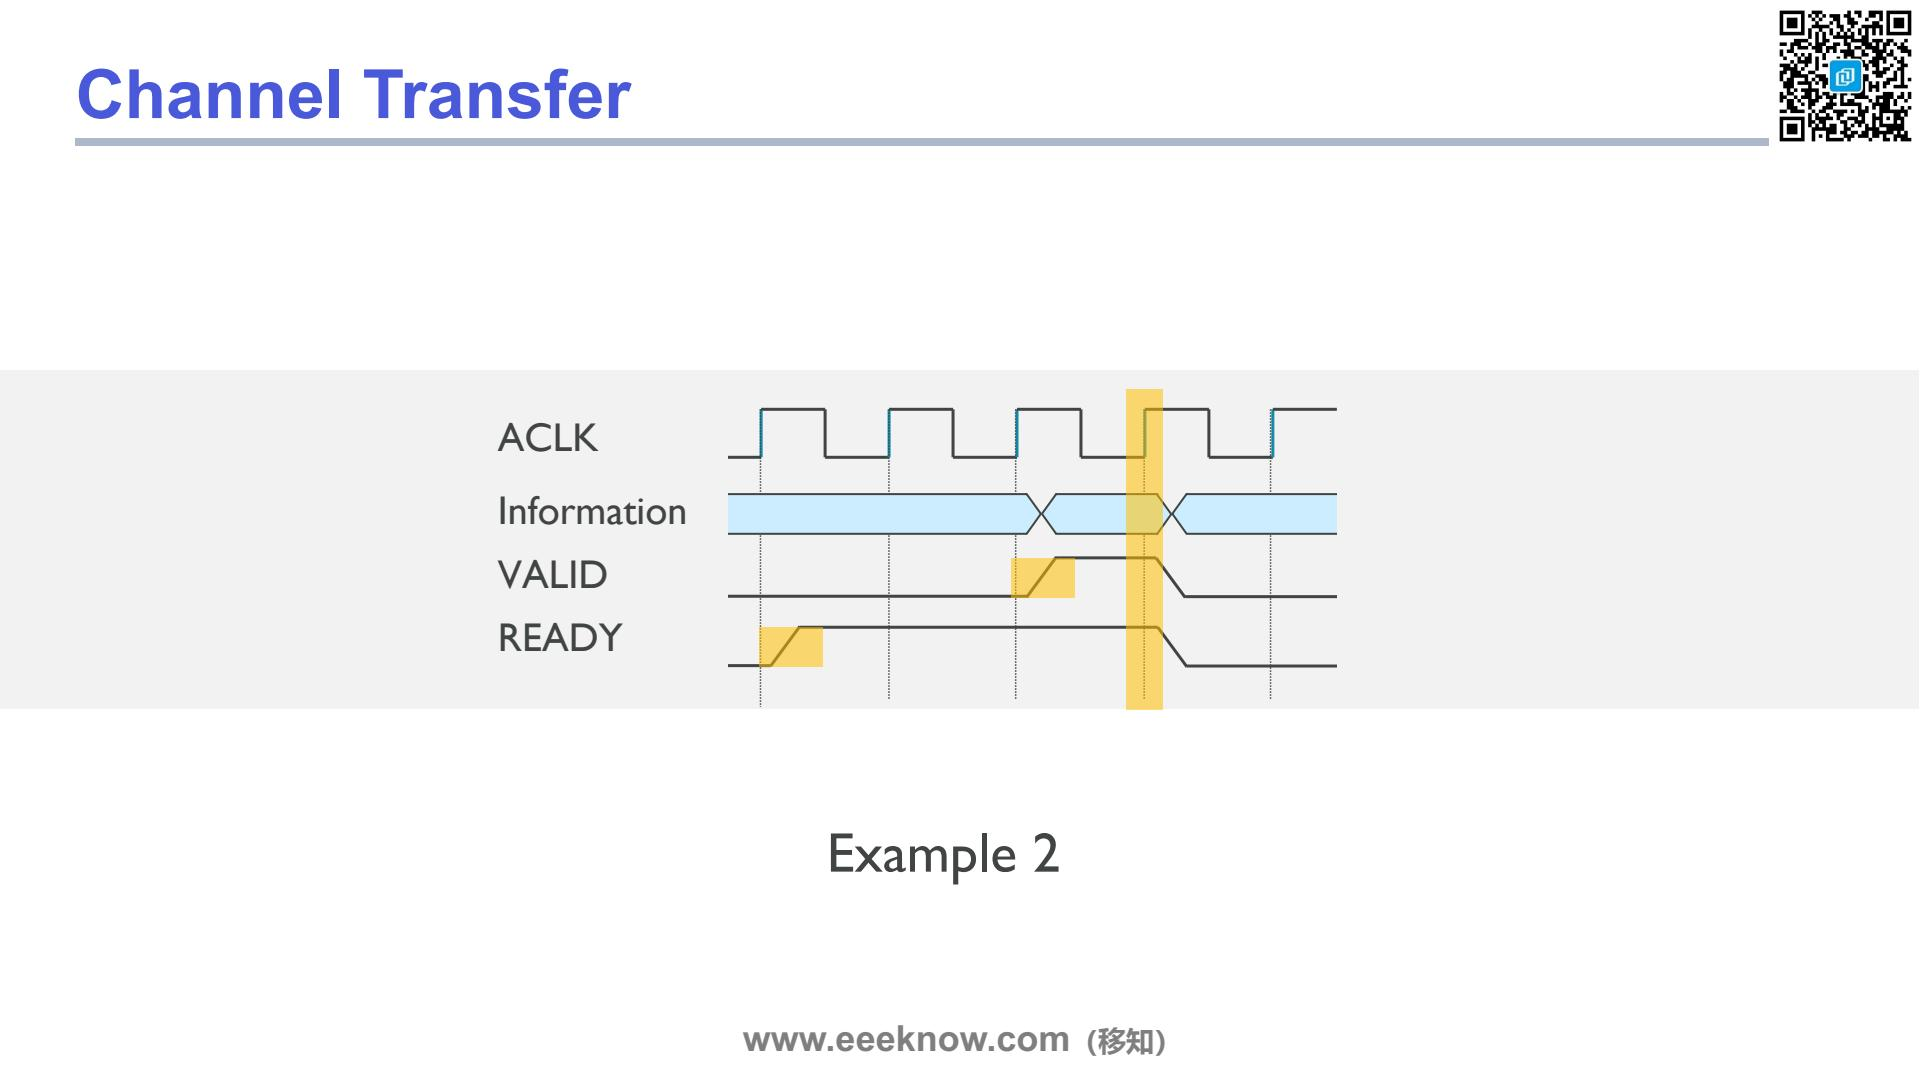 Channel Transfer
ACLK
Information
VALID
READY
Example 2
www.eeeknow.com (移知)